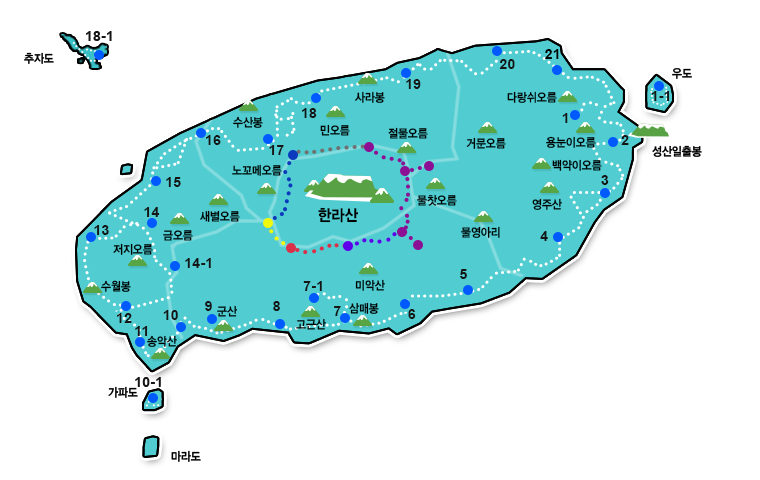 18-1
추자도
21
20
우도
19
다랑쉬오름
1-1
사라봉
18
수산봉
1
민오름
절물오름
거문오름
용눈이오름
2
16
17
성산일출봉
백약이오름
노꼬메오름
15
3
물찻오름
영주산
14
새별오름
한라산
13
금오름
물영아리
4
저지오름
14-1
5
수월봉
미악산
7-1
12
10
9
군산
8
고근산
7
삼매봉
6
11
송악산
10-1
가파도
마라도